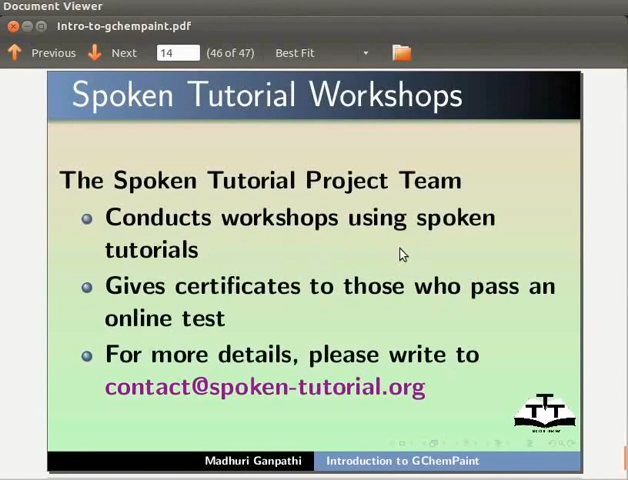 Document Viewer
Intro-to-gchempaint.pdf
Previous Next 14 (46 of 47) Best Fit
Spoken Tutorial Workshops
The Spoken Tutorial Project Team
Conducts workshops using spoken
tutorials
Gives certificates to those who pass an
online test
For more details, please write to
contact@spoken-tutorial.org
Madhuri Ganpathi Introduction to GChemPaint